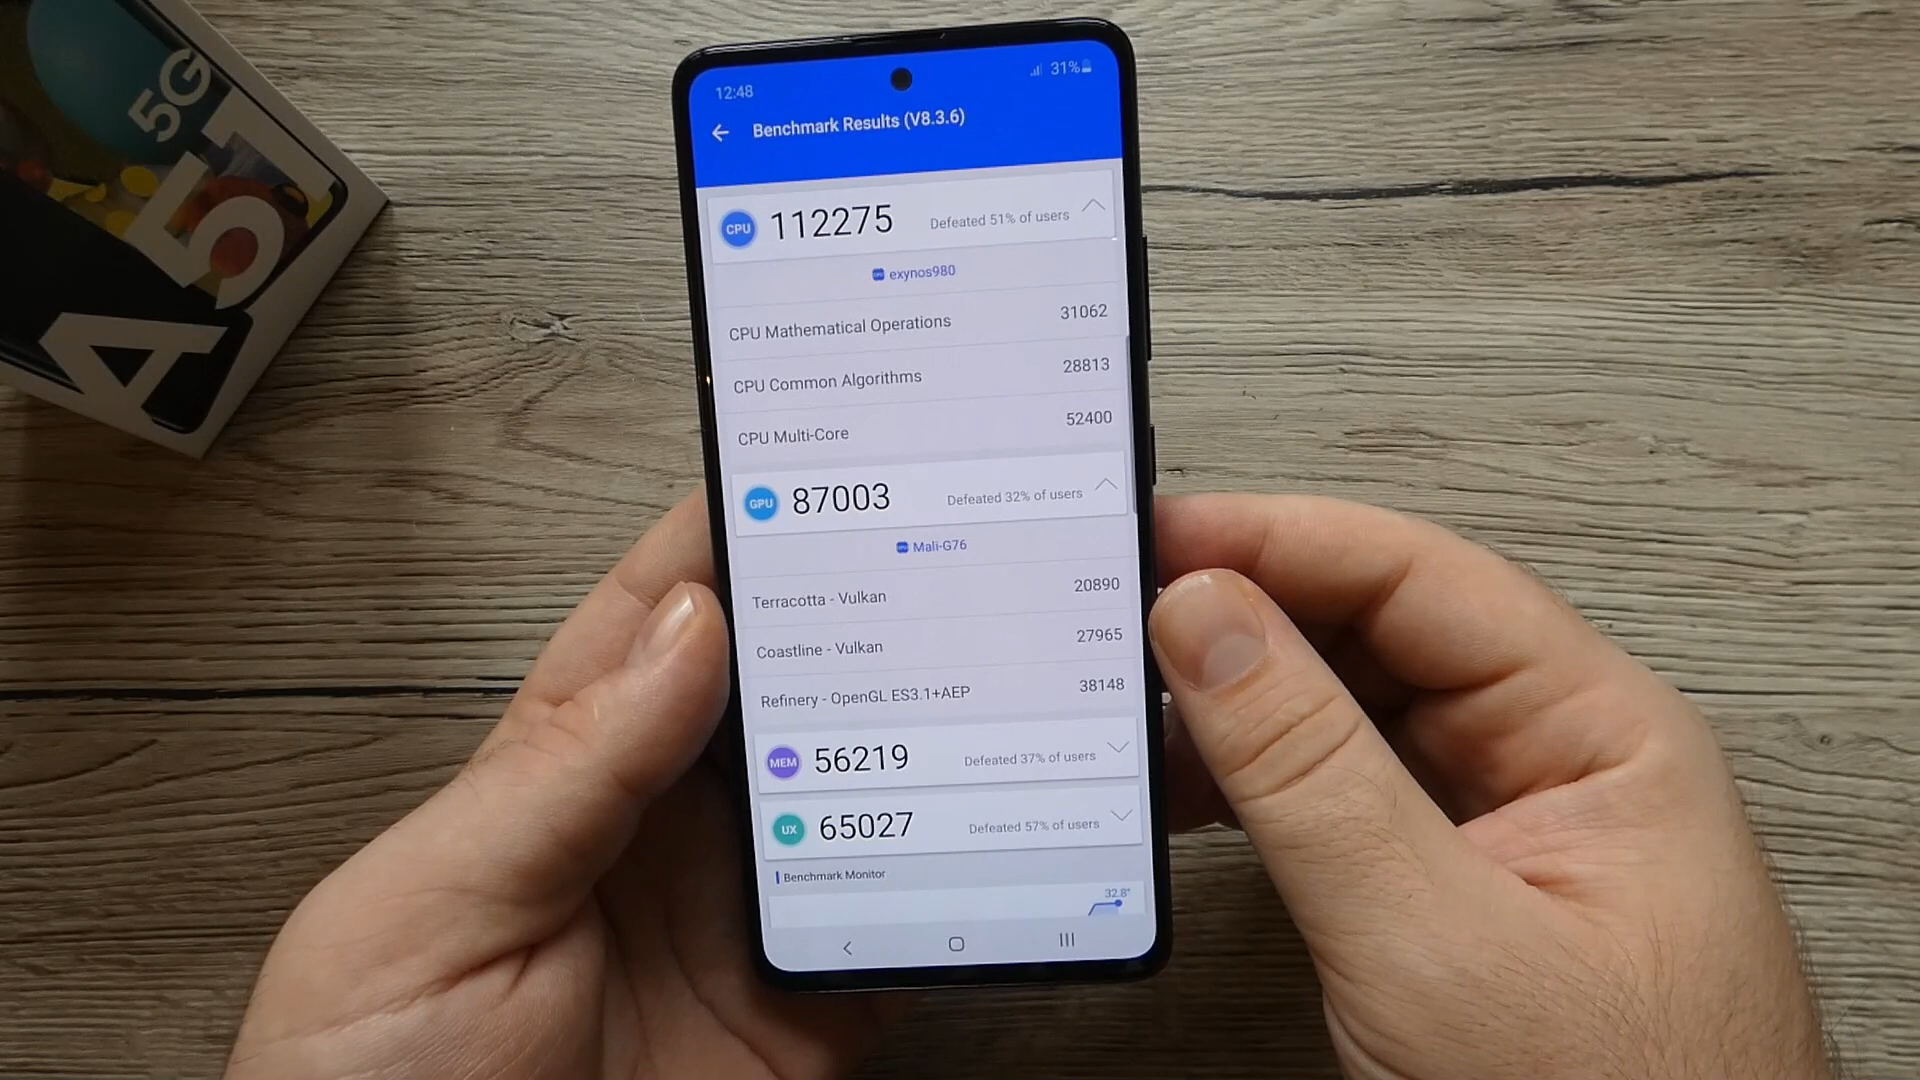 A51
5G
12:48
31%
Benchmark Results (V8.3.6)
CPU 112275 Defeated 51% of users
exynos980
CPU Mathematical Operations 31062
CPU Common Algorithms 28813
CPU Multi-Core 52400
GPU 87003 Defeated 32% of users
Mali-G76
Terracotta - Vulkan 20890
Coastline - Vulkan 27965
Refinery - OpenGL ES3.1+AEP 38148
MEM 56219 Defeated 37% of users
UX 65027 Defeated 57% of users
Benchmark Monitor
32.8°